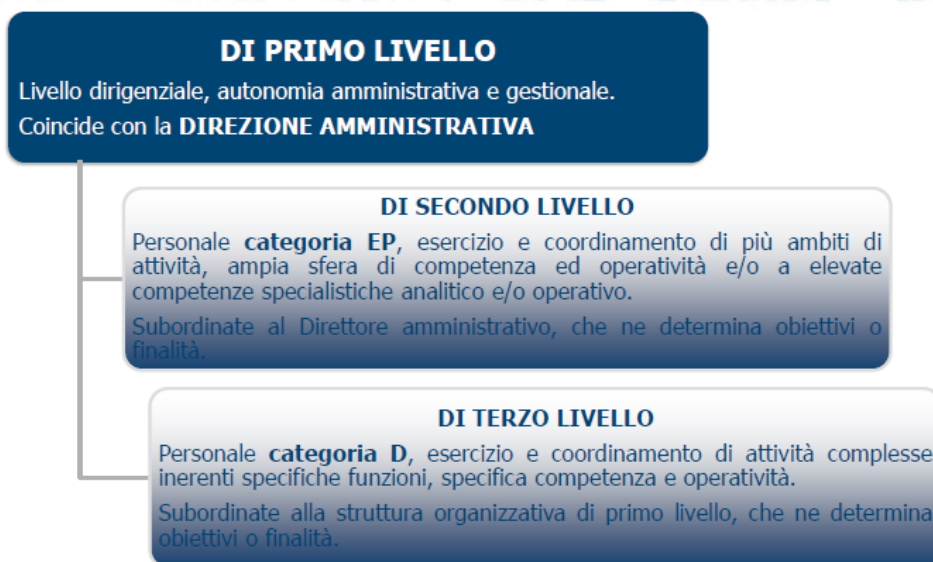 DI PRIMO LIVELLO
Livello dirigenziale, autonomia amministrativa e gestionale.
Coincide con la DIREZIONE AMMINISTRATIVA
DI SECONDO LIVELLO
Personale categoria EP, esercizio e coordinamento di più ambiti di
attività, ampia sfera di competenza ed operatività e/o a elevate
competenze specialistiche analitico e/o operativo.
Subordinate al Direttore amministrativo, che ne determina obiettivi o
finalità.
DI TERZO LIVELLO
Personale categoria D, esercizio e coordinamento di attività complesse
inerenti specifiche funzioni, specifica competenza e operatività.
Subordinate alla struttura organizzativa di primo livello, che ne determina
obiettivi o finalità.